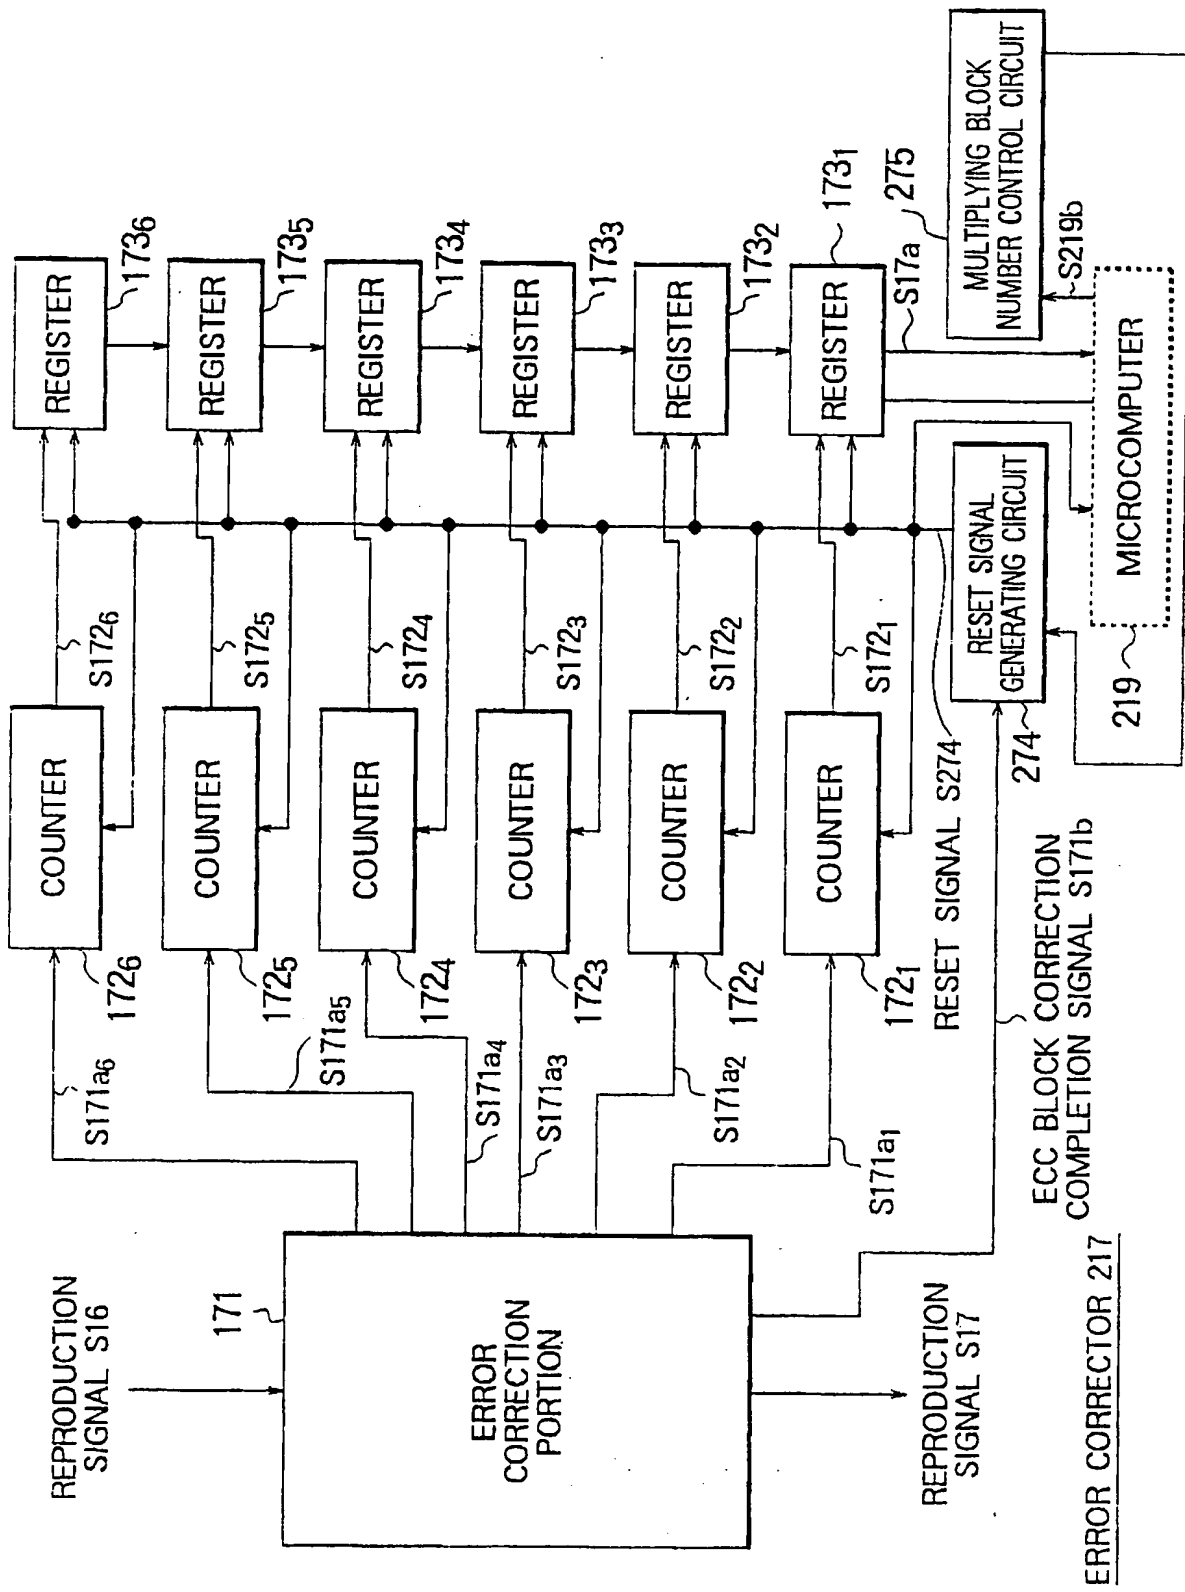 REPRODUCTION
SIGNAL S16
171
ERROR
CORRECTION
PORTION
REPRODUCTION
SIGNAL S17
S171a6
S171a5
S171a4
S171a3
S171a2
S171a1
ECC BLOCK CORRECTION
COMPLETION SIGNAL S171b
COUNTER
1726
COUNTER
1725
COUNTER
1724
COUNTER
1723
COUNTER
1722
COUNTER
1721
RESET SIGNAL S274
S1726
S1725
S1724
S1723
S1722
S1721
REGISTER
1736
REGISTER
1735
REGISTER
1734
REGISTER
1733
REGISTER
1732
REGISTER
1731
S17a
RESET SIGNAL
GENERATING CIRCUIT
274
MICROCOMPUTER
219
S219b
275
MULTIPLYING BLOCK
NUMBER CONTROL CIRCUIT
ERROR CORRECTOR 217